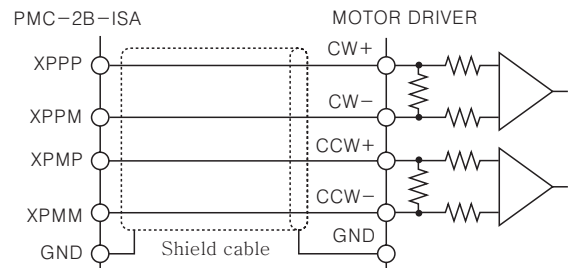 PMC-2B-ISA
MOTOR DRIVER
XPPP
CW+
XPPM
CW-
XPMP
CCW+
XPMM
CCW-
GND
Shield cable
GND